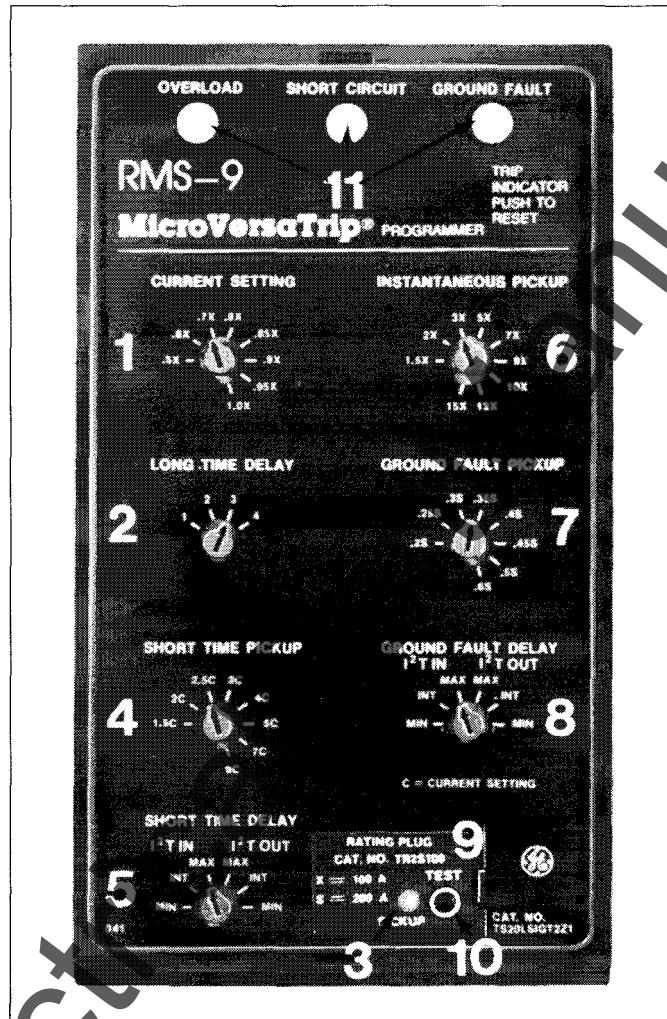 OVERLOAD SHORT CIRCUIT GROUND FAULT
11
RMS-9
TRIP
INDICATOR
PUSH TO
RESET
MicroVersaTrip® PROGRAMMER
CURRENT SETTING
1
.5X .6X .7X .8X .85X .9X .95X 1.0X
INSTANTANEOUS PICKUP
6
1.5X 2X 3X 5X 7X 9X 10X 13X 15X
LONG TIME DELAY
2
1 2 3 4
GROUND FAULT PICKUP
7
.2S .25S .3S .35S .4S .45S .5S .6S
SHORT TIME PICKUP
4
1.5C 2C 2.5C 3C 4C 5C 7C 9C
GROUND FAULT DELAY
I²T IN I²T OUT
8
MIN INT MAX MAX INT MIN
C = CURRENT SETTING
SHORT TIME DELAY
I²T IN I²T OUT
5
MIN INT MAX MAX INT MIN
341
RATING PLUG
9
CAT. NO. TR2S100
X = 100 A
S = 200 A
TEST
PICKUP
3
10
GE
CAT. NO.
TS20LSIGT2Z1